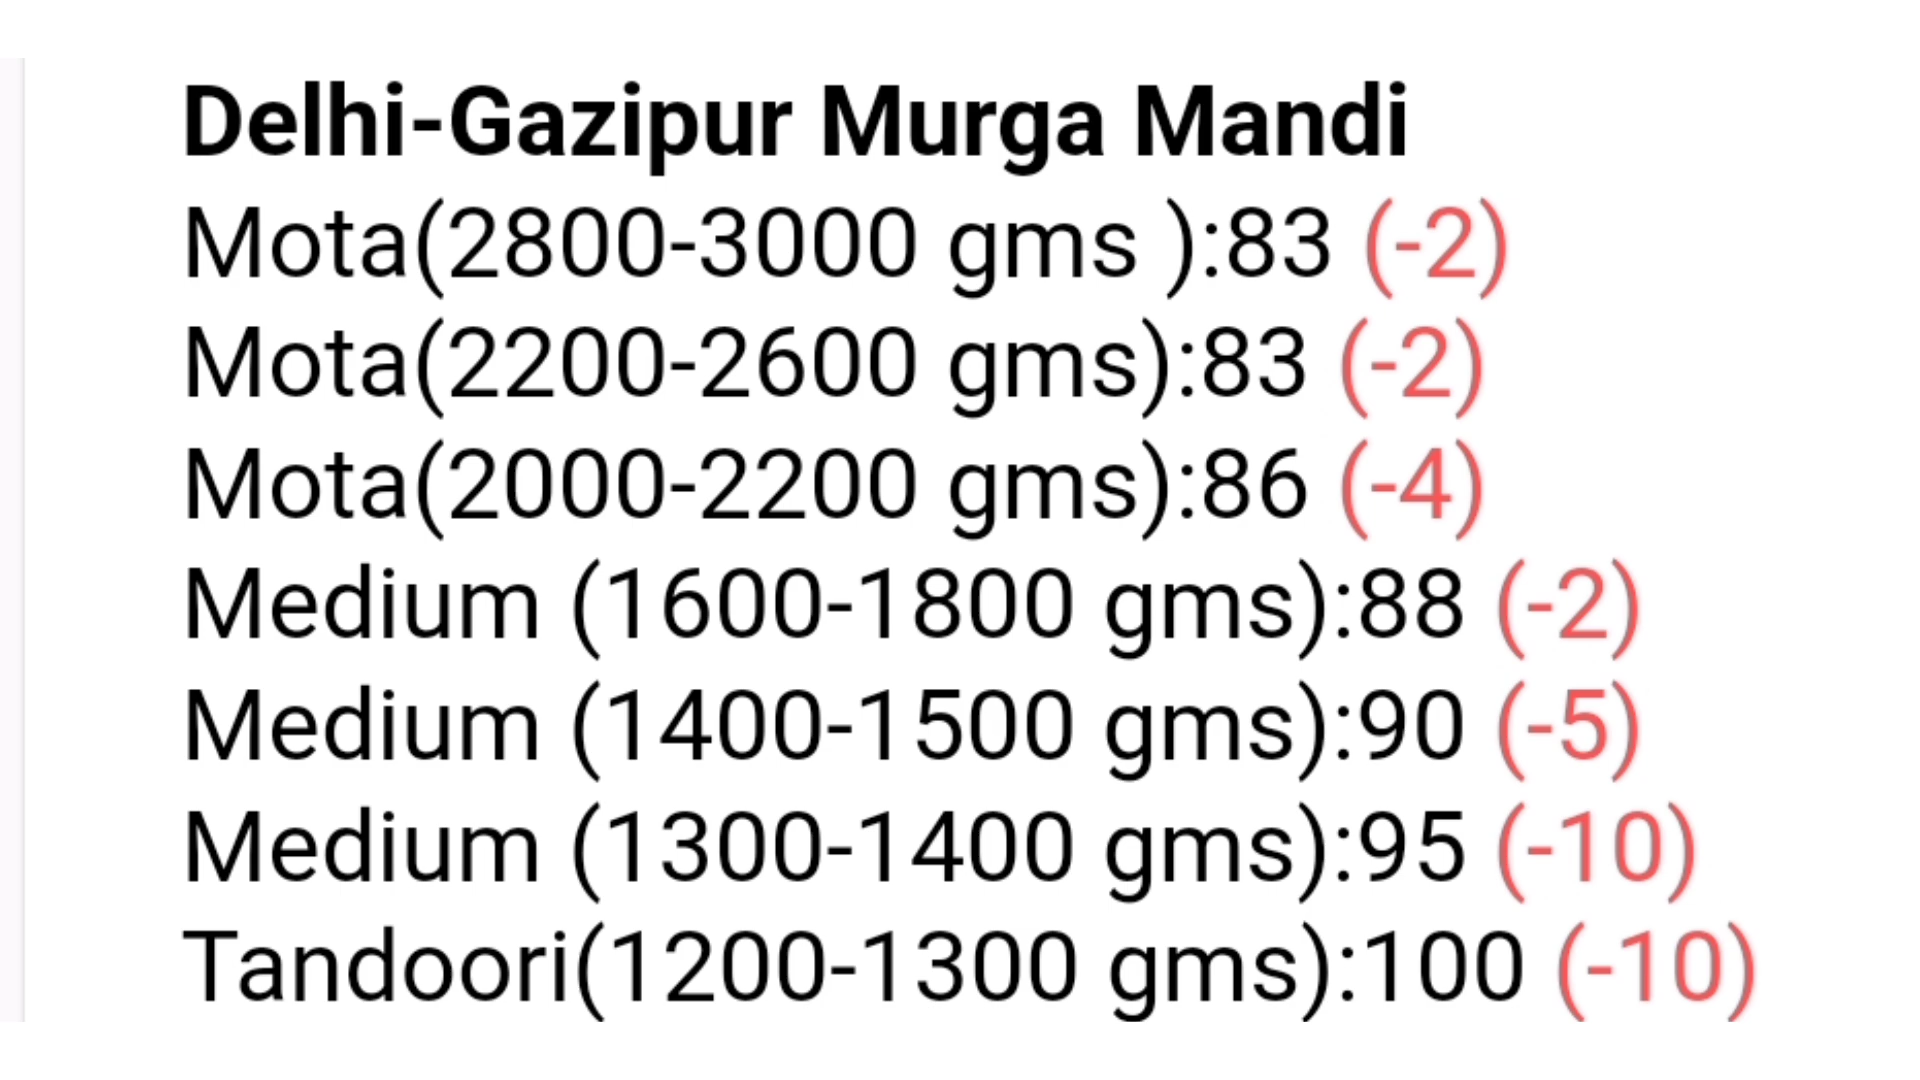 Delhi-Gazipur Murga Mandi
Mota(2800-3000 gms ):83 (-2)
Mota(2200-2600 gms):83 (-2)
Mota(2000-2200 gms):86 (-4)
Medium (1600-1800 gms):88 (-2)
Medium (1400-1500 gms):90 (-5)
Medium (1300-1400 gms):95 (-10)
Tandoori(1200-1300 gms):100 (-10)